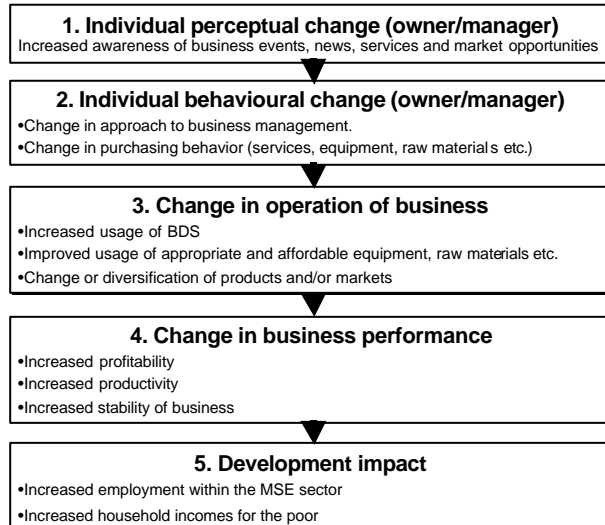 1. Individual perceptual change (owner/manager)
Increased awareness of business events, news, services and market opportunities
2. Individual behavioural change (owner/manager)
•Change in approach to business management.
•Change in purchasing behavior (services, equipment, raw materials etc.)
3. Change in operation of business
•Increased usage of BDS
•Improved usage of appropriate and affordable equipment, raw materials etc.
•Change or diversification of products and/or markets
4. Change in business performance
•Increased profitability
•Increased productivity
•Increased stability of business
5. Development impact
•Increased employment within the MSE sector
•Increased household incomes for the poor